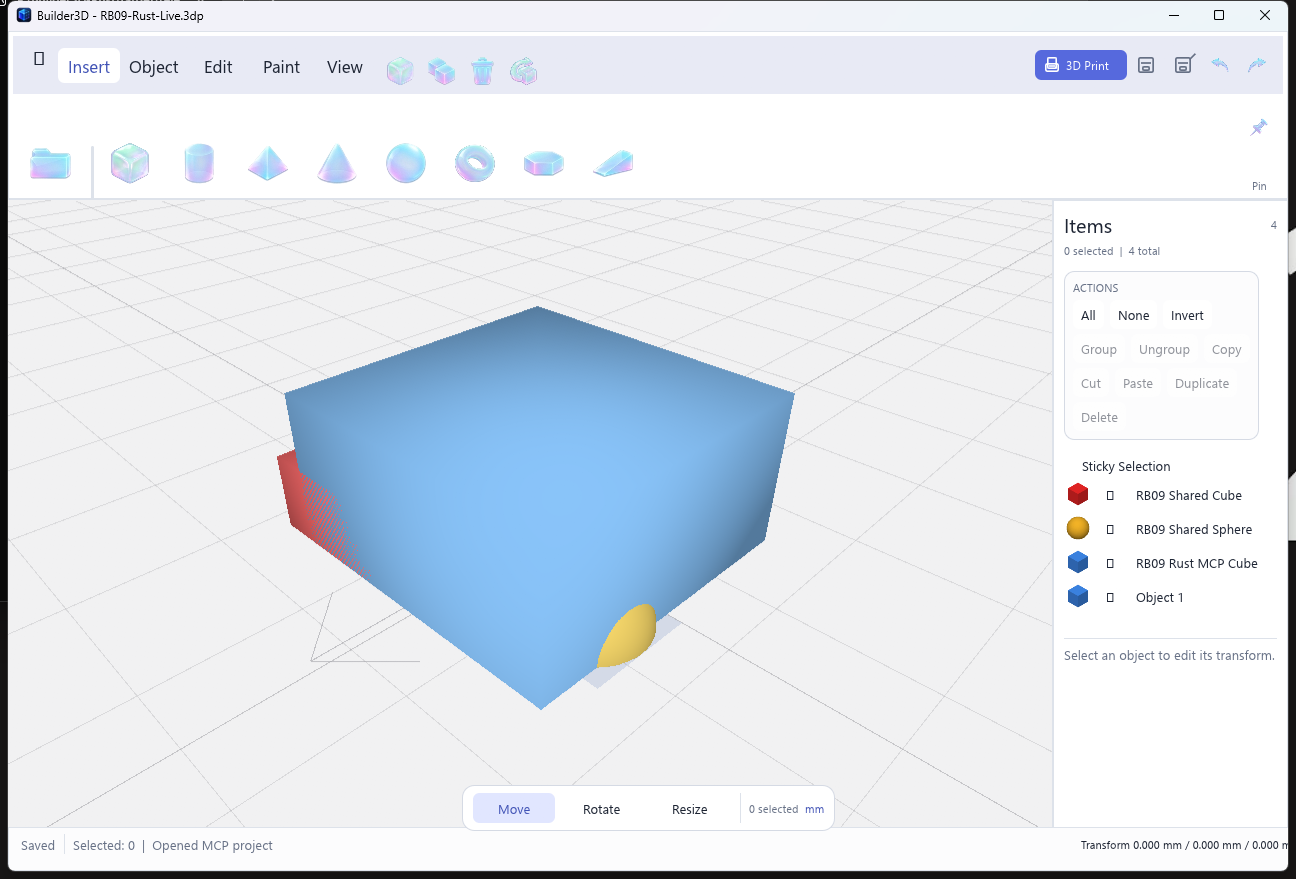 Builder3D - RB09-Rust-Live.3dp
Insert Object Edit Paint View 3D Print
Pin
Items 4
0 selected | 4 total
ACTIONS
All None Invert
Group Ungroup Copy
Cut Paste Duplicate
Delete
Sticky Selection
RB09 Shared Cube
RB09 Shared Sphere
RB09 Rust MCP Cube
Object 1
Select an object to edit its transform.
Move Rotate Resize 0 selected mm
Saved Selected: 0 | Opened MCP project Transform 0.000 mm / 0.000 mm / 0.000 m